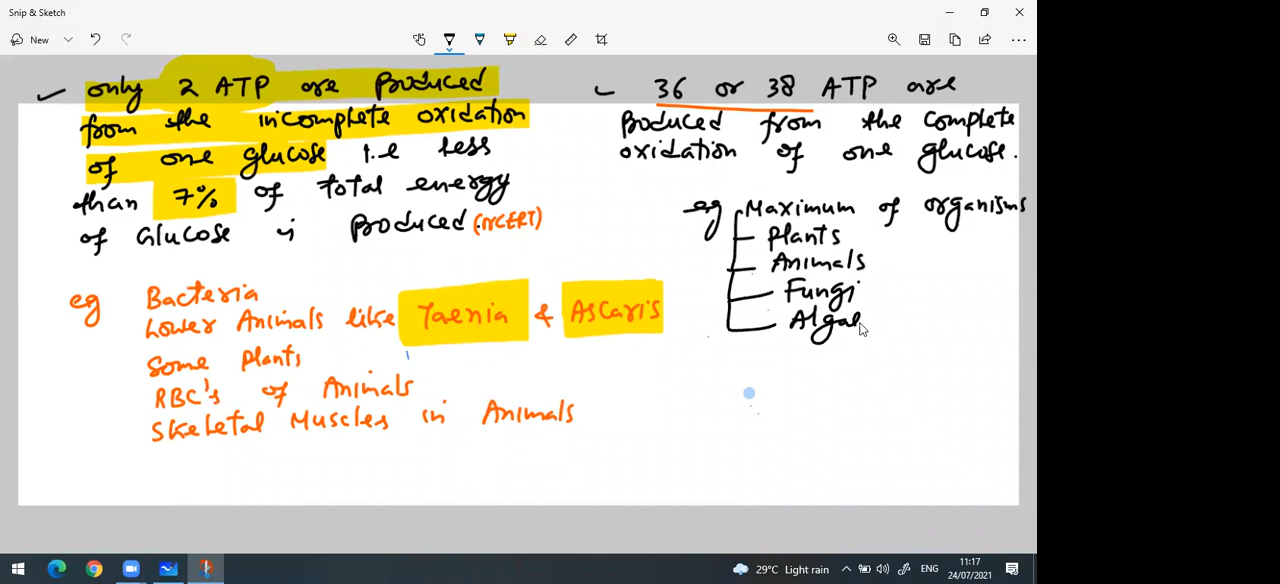 Snip & Sketch
New
only 2 ATP are produced
from the incomplete oxidation
of one glucose i.e less
than 7% of total energy
of Glucose is produced (NCERT)
eg Bacteria
Lower Animals like Taenia & Ascaris
Some Plants
RBC's of Animals
Skeletal Muscles in Animals
36 or 38 ATP are
produced from the complete
oxidation of one glucose.
eg Maximum of organisms
Plants
Animals
Fungi
Algae
29°C Light rain
ENG
11:17
24/07/2021